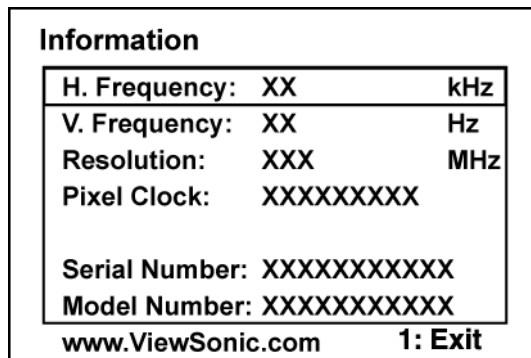 Information
H. Frequency: XX kHz
V. Frequency: XX Hz
Resolution: XXX MHz
Pixel Clock: XXXXXXXXX
Serial Number: XXXXXXXXXXX
Model Number: XXXXXXXXXXX
www.ViewSonic.com 1: Exit